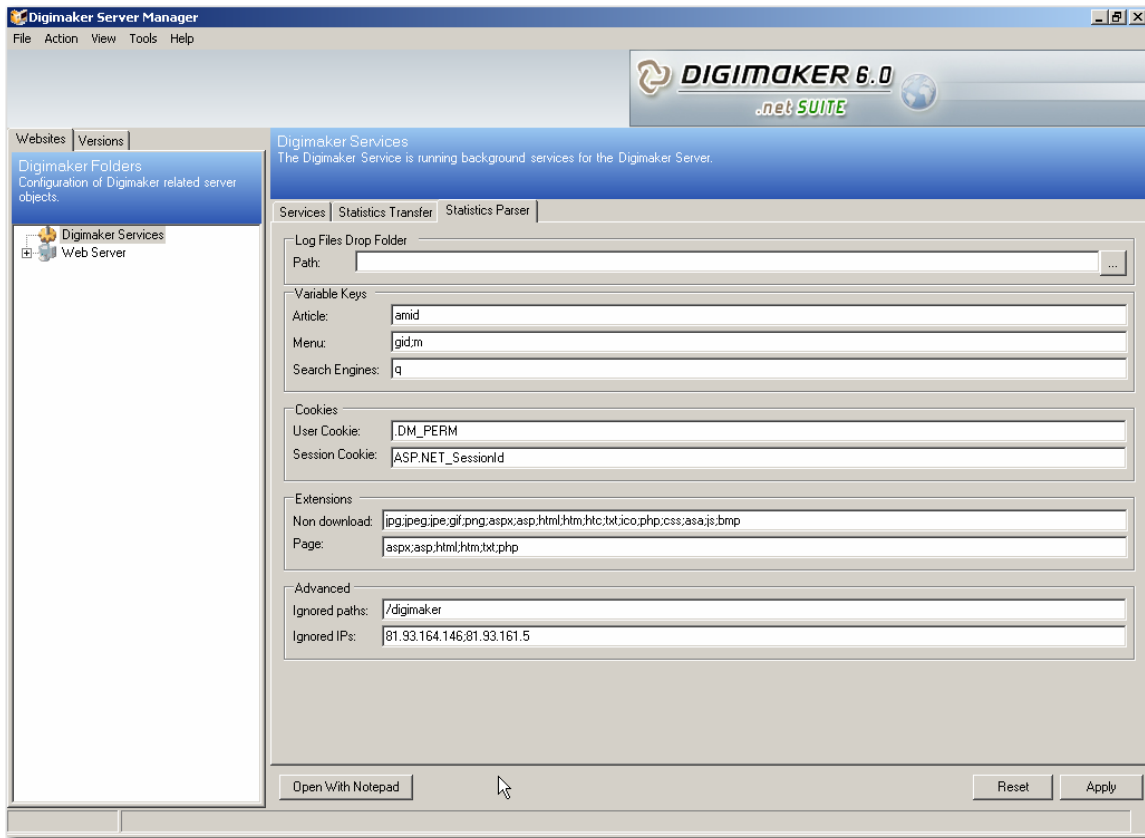 Digimaker Server Manager
File Action View Tools Help
DIGIMAKER 6.0
.net SUITE
Websites Versions
Digimaker Folders
Configuration of Digimaker related server
objects.
Digimaker Services
Web Server
Digimaker Services
The Digimaker Service is running background services for the Digimaker Server.
Services Statistics Transfer Statistics Parser
Log Files Drop Folder
Path: ...
Variable Keys
Article: amid
Menu: gid;m
Search Engines: q
Cookies
User Cookie: .DM_PERM
Session Cookie: ASP.NET_SessionId
Extensions
Non download: jpg;jpeg;jpe;gif;png;aspx;asp;html;htm;htc;txt;ico;php;css;asa;js;bmp
Page: aspx;asp;html;htm;txt;php
Advanced
Ignored paths: /digimaker
Ignored IPs: 81.93.164.146;81.93.161.5
Open With Notepad Reset Apply